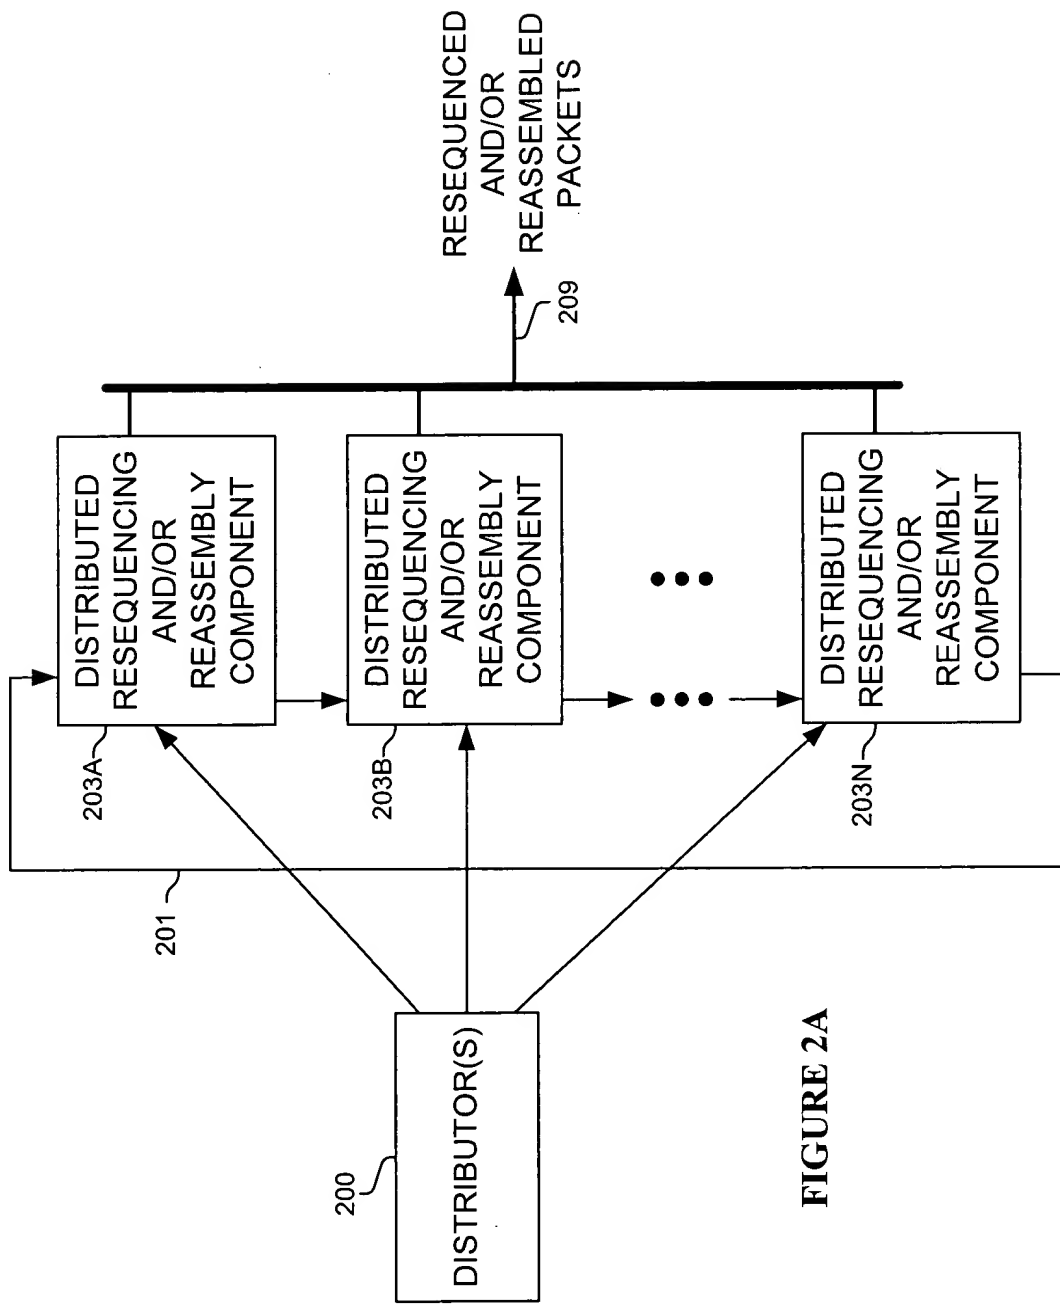 200
DISTRIBUTOR(S)
201
203A
DISTRIBUTED
RESEQUENCING
AND/OR
REASSEMBLY
COMPONENT
203B
DISTRIBUTED
RESEQUENCING
AND/OR
REASSEMBLY
COMPONENT
203N
DISTRIBUTED
RESEQUENCING
AND/OR
REASSEMBLY
COMPONENT
RESEQUENCED
AND/OR
REASSEMBLED
PACKETS
209
FIGURE 2A